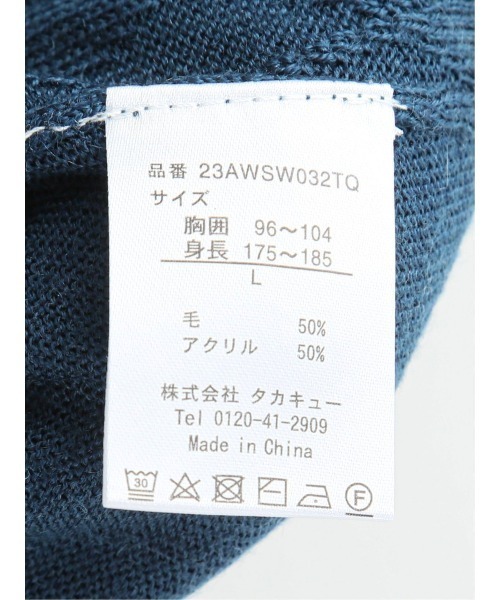 品番 23AWSW032TQ
サイズ
胸囲 96～104
身長 175～185
L
毛 50%
アクリル 50%
株式会社 タカキュー
Tel 0120-41-2909
Made in China
30 F